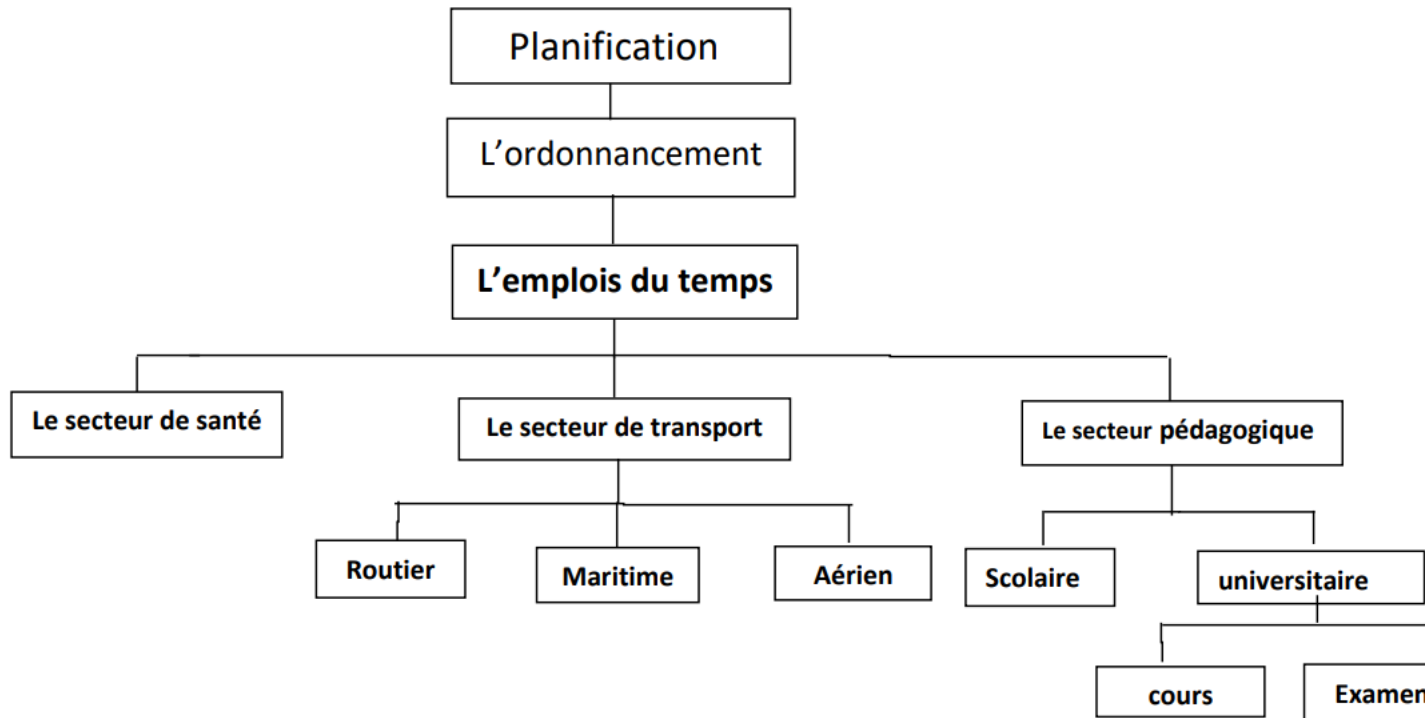 Planification
L'ordonnancement
L'emplois du temps
Le secteur de santé
Le secteur de transport
Le secteur pédagogique
Routier
Maritime
Aérien
Scolaire
universitaire
cours
Examen